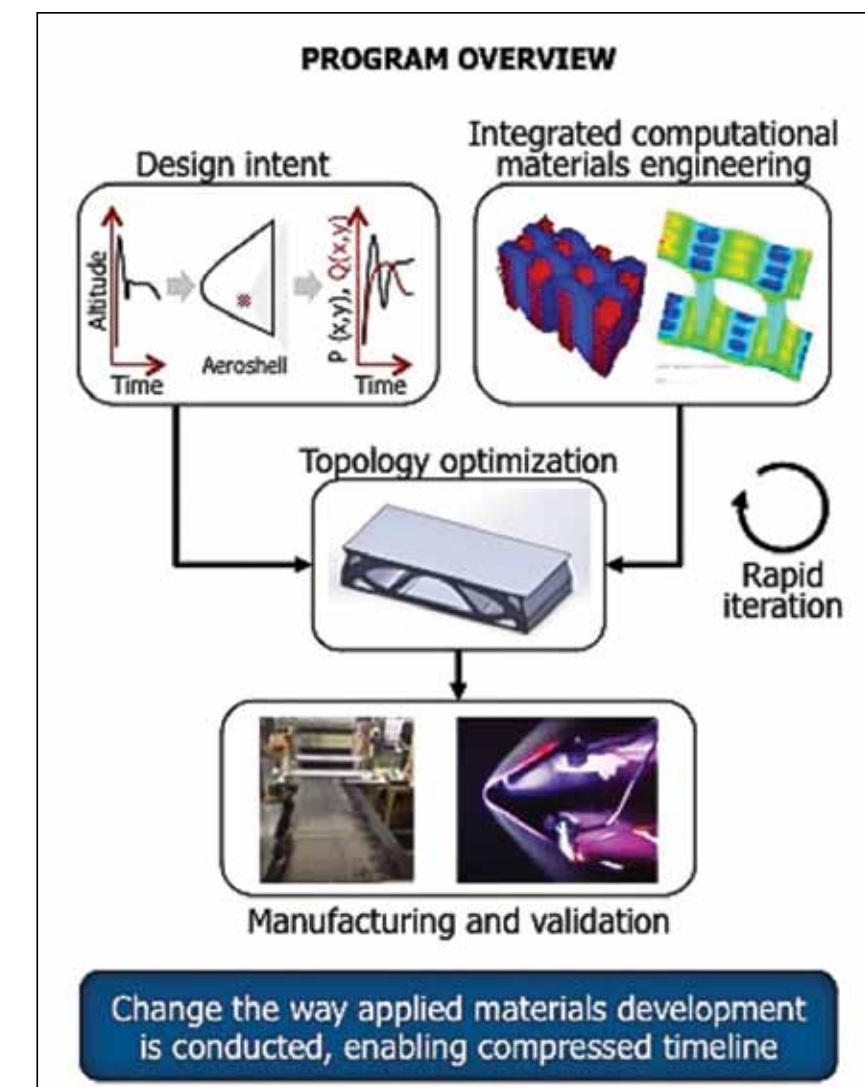 PROGRAM OVERVIEW
Design intent
Integrated computational
materials engineering
Altitude
Time
Aeroshell
P (x,y), Q(x,y)
Time
Topology optimization
Rapid
iteration
Manufacturing and validation
Change the way applied materials development
is conducted, enabling compressed timeline